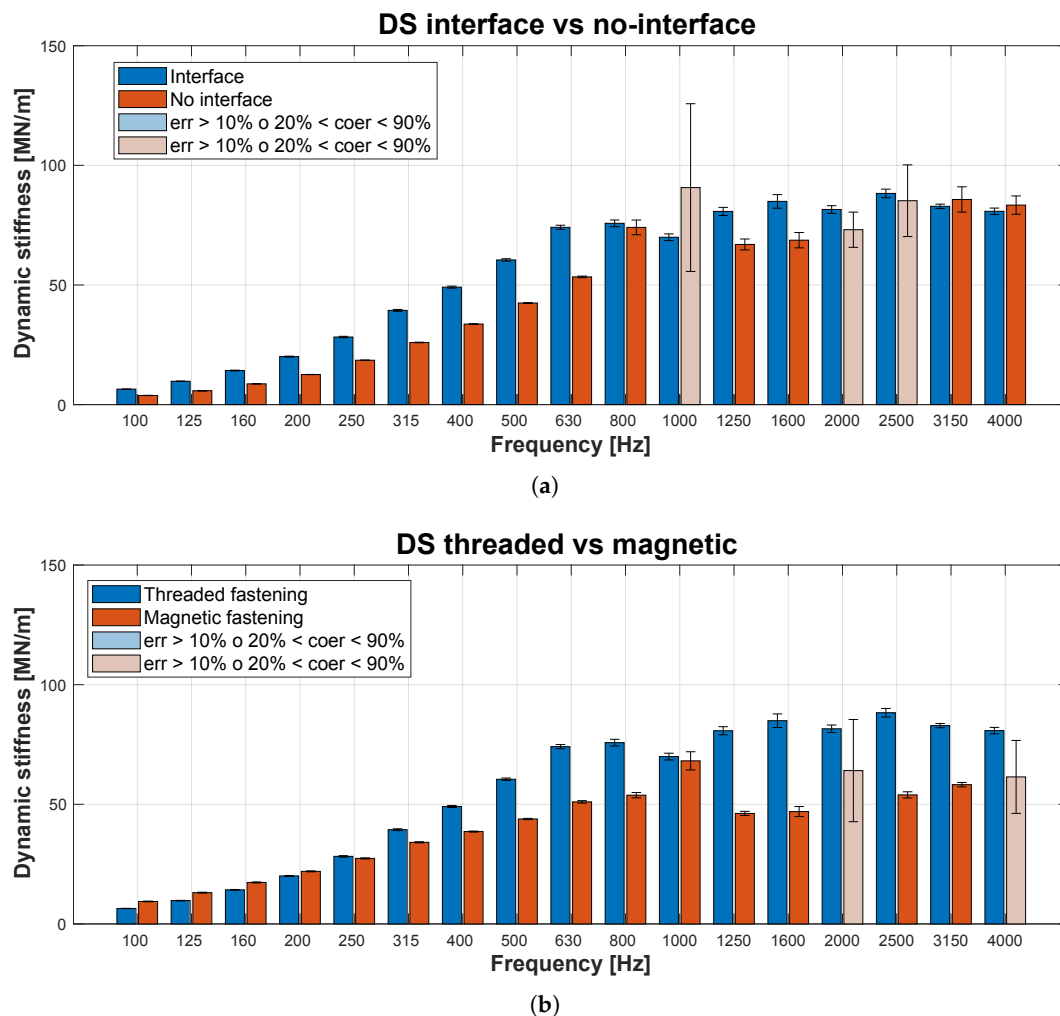 DS interface vs no-interface
Dynamic stiffness [MN/m]
150
100
50
0
Interface
No interface
err > 10% o 20% < coer < 90%
err > 10% o 20% < coer < 90%
100 125 160 200 250 315 400 500 630 800 1000 1250 1600 2000 2500 3150 4000
Frequency [Hz]
(a)
DS threaded vs magnetic
Dynamic stiffness [MN/m]
150
100
50
0
Threaded fastening
Magnetic fastening
err > 10% o 20% < coer < 90%
err > 10% o 20% < coer < 90%
100 125 160 200 250 315 400 500 630 800 1000 1250 1600 2000 2500 3150 4000
Frequency [Hz]
(b)